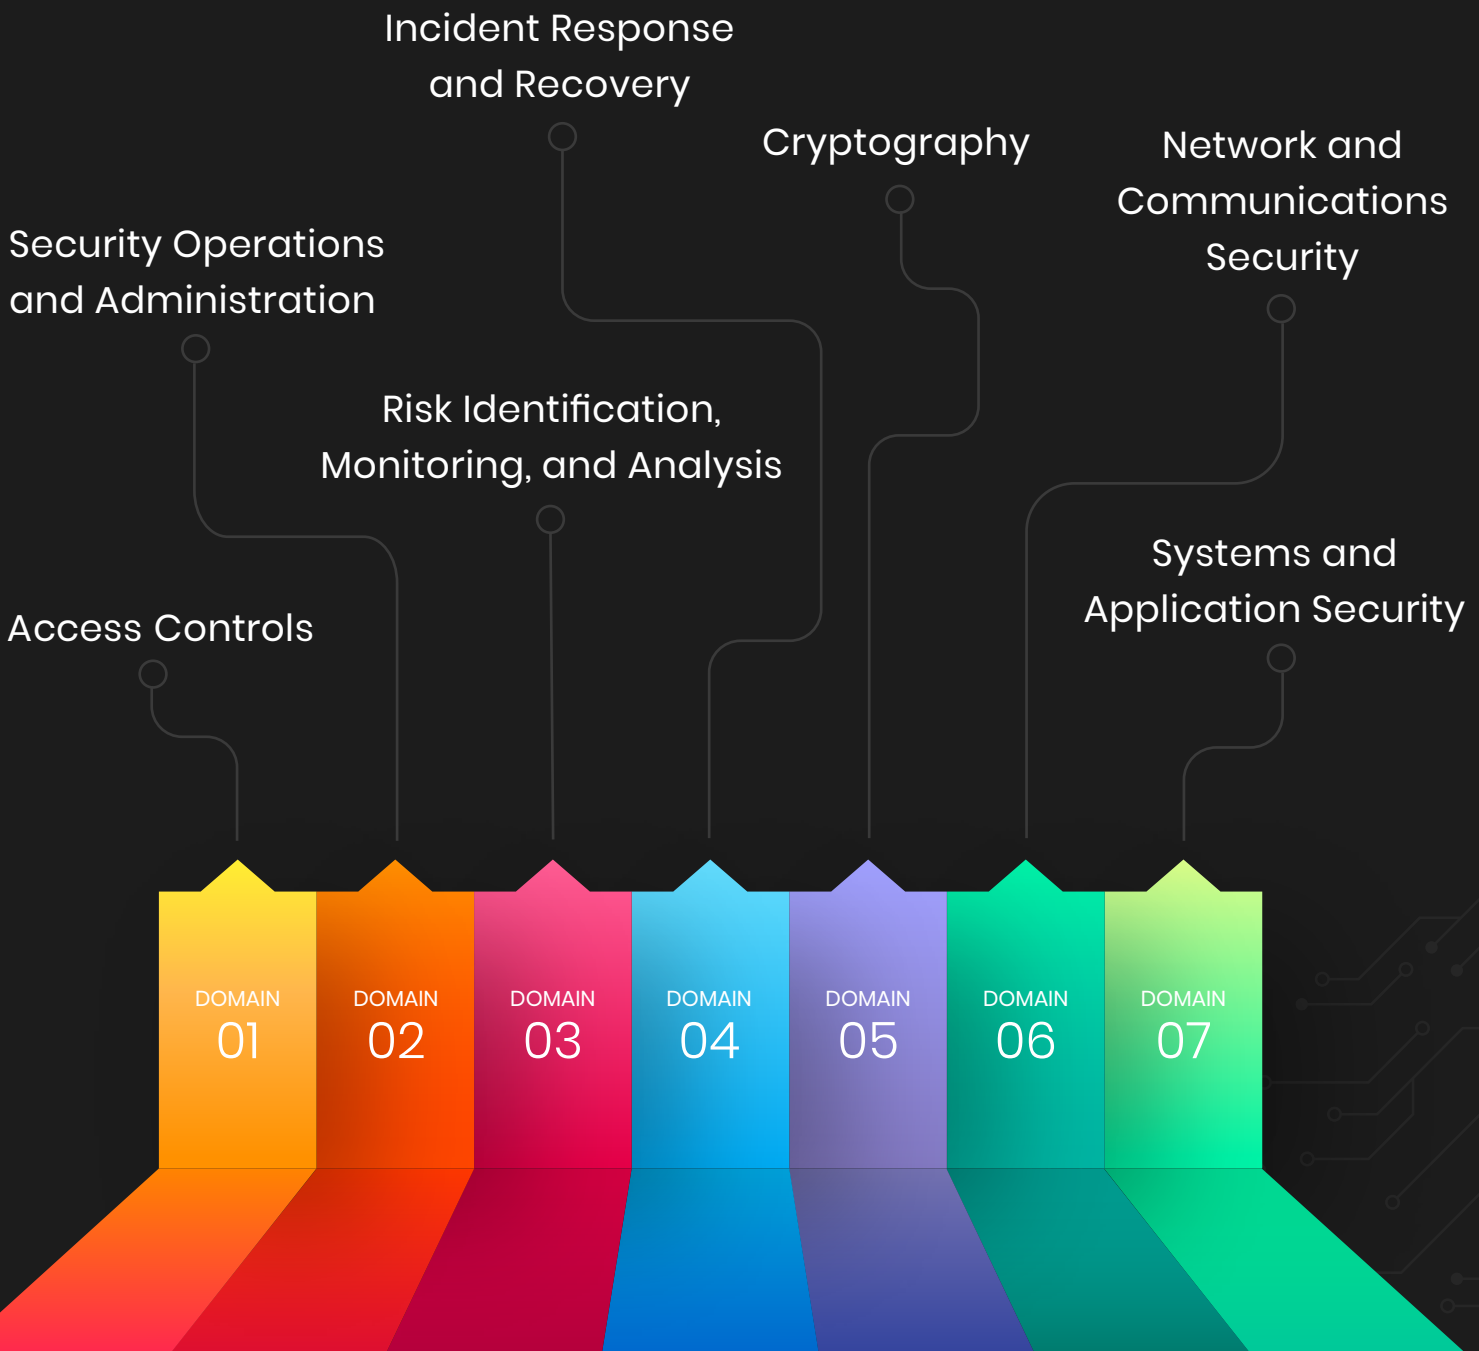 Incident Response
and Recovery
Cryptography
Network and
Communications
Security
Security Operations
and Administration
Risk Identification,
Monitoring, and Analysis
Systems and
Application Security
Access Controls
DOMAIN
01
DOMAIN
02
DOMAIN
03
DOMAIN
04
DOMAIN
05
DOMAIN
06
DOMAIN
07